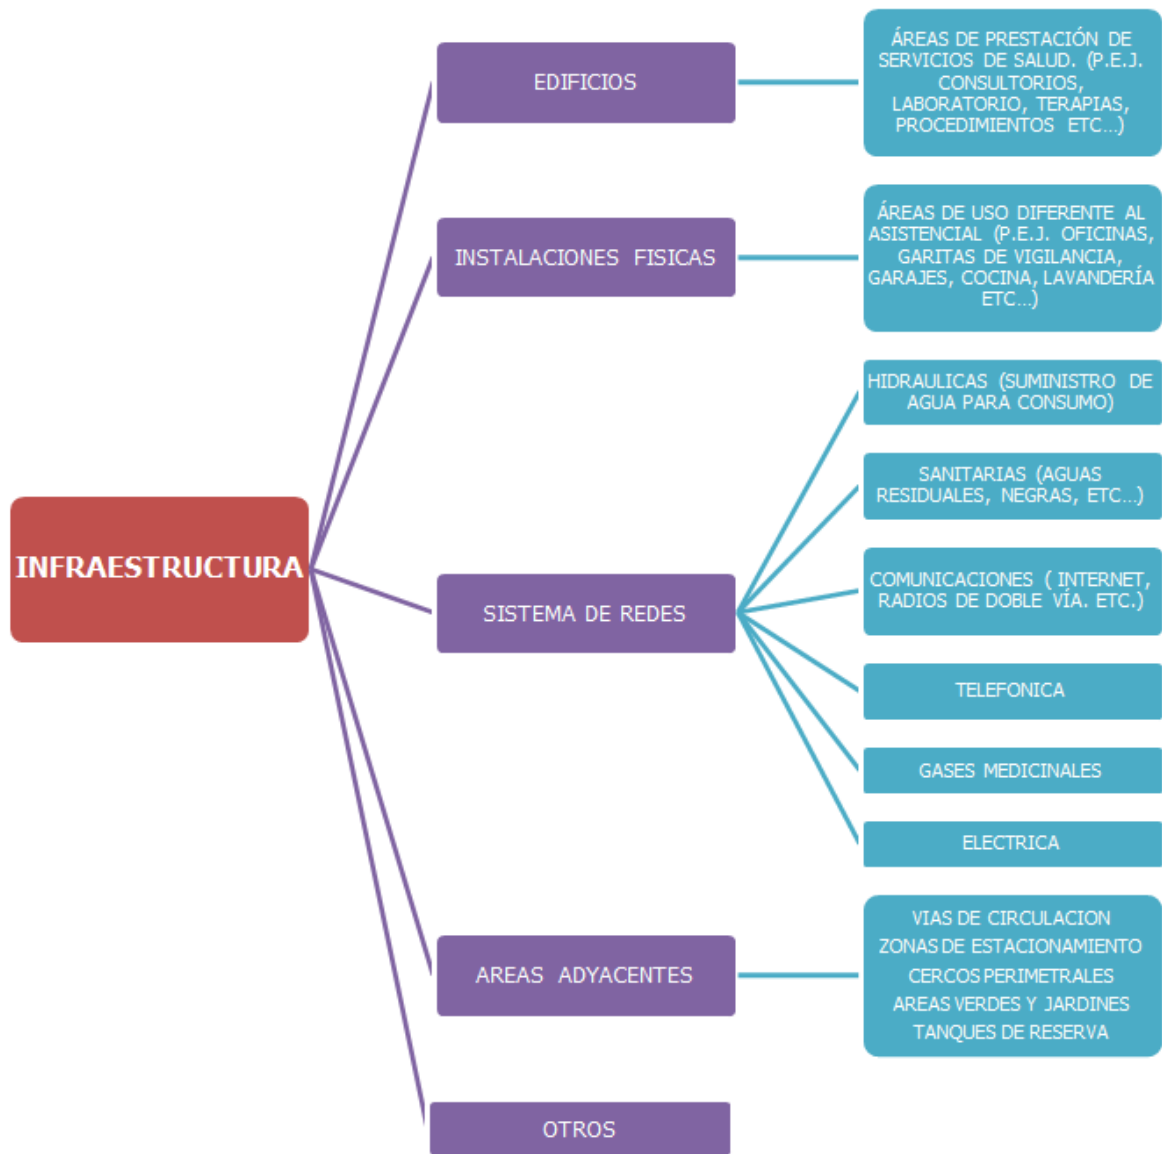 INFRAESTRUCTURA
EDIFICIOS
ÁREAS DE PRESTACIÓN DE
SERVICIOS DE SALUD. (P.E.J.
CONSULTORIOS,
LABORATORIO, TERAPIAS,
PROCEDIMIENTOS ETC...)
INSTALACIONES FISICAS
ÁREAS DE USO DIFERENTE AL
ASISTENCIAL (P.E.J. OFICINAS,
GARITAS DE VIGILANCIA,
GARAJES, COCINA, LAVANDERÍA
ETC...)
SISTEMA DE REDES
HIDRAULICAS (SUMINISTRO DE
AGUA PARA CONSUMO)
SANITARIAS (AGUAS
RESIDUALES, NEGRAS, ETC...)
COMUNICACIONES ( INTERNET,
RADIOS DE DOBLE VÍA. ETC.)
TELEFONICA
GASES MEDICINALES
ELECTRICA
AREAS ADYACENTES
VIAS DE CIRCULACION
ZONAS DE ESTACIONAMIENTO
CERCOS PERIMETRALES
AREAS VERDES Y JARDINES
TANQUES DE RESERVA
OTROS